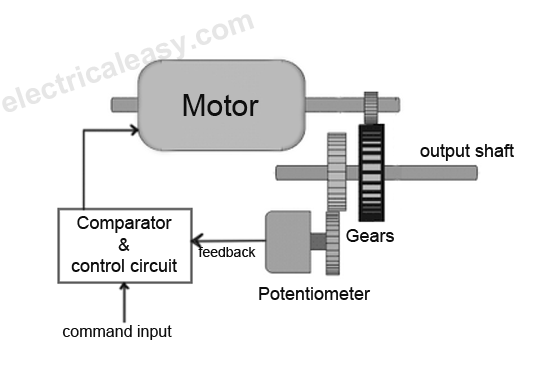 electricaleasy.com
Motor
output shaft
Comparator
&
control circuit
feedback
Gears
Potentiometer
command input